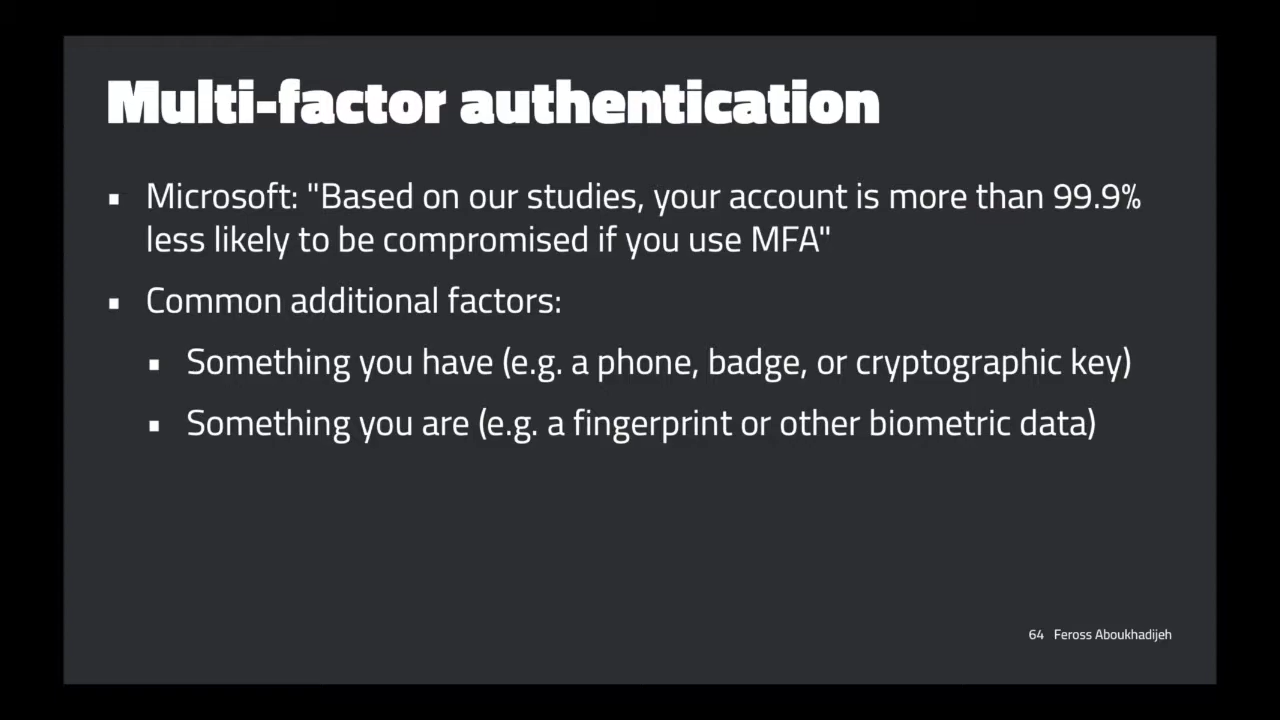 Multi-factor authentication
▪ Microsoft: "Based on our studies, your account is more than 99.9%
less likely to be compromised if you use MFA"
▪ Common additional factors:
▪ Something you have (e.g. a phone, badge, or cryptographic key)
▪ Something you are (e.g. a fingerprint or other biometric data)
64 Feross Aboukhadijeh